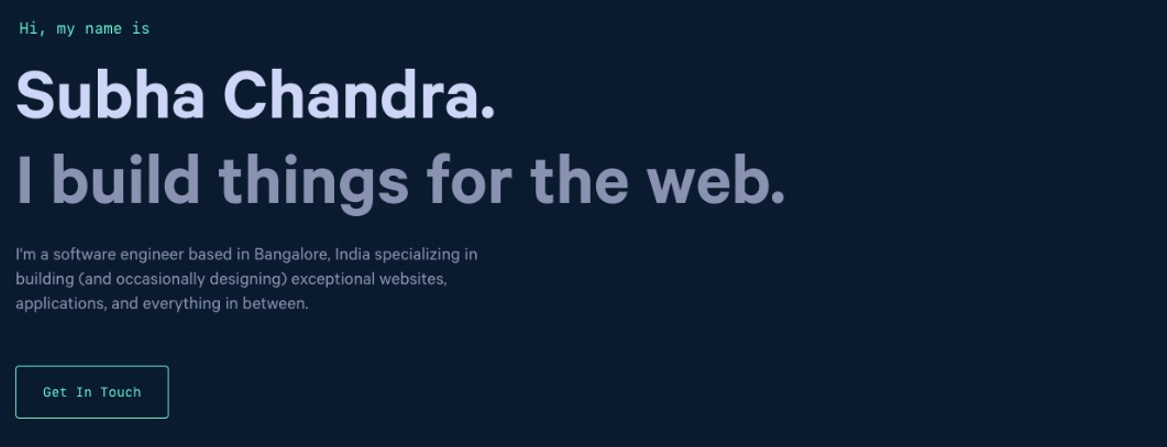 Hi, my name is
Subha Chandra.
I build things for the web.
I'm a software engineer based in Bangalore, India specializing in
building (and occasionally designing) exceptional websites,
applications, and everything in between.
Get In Touch